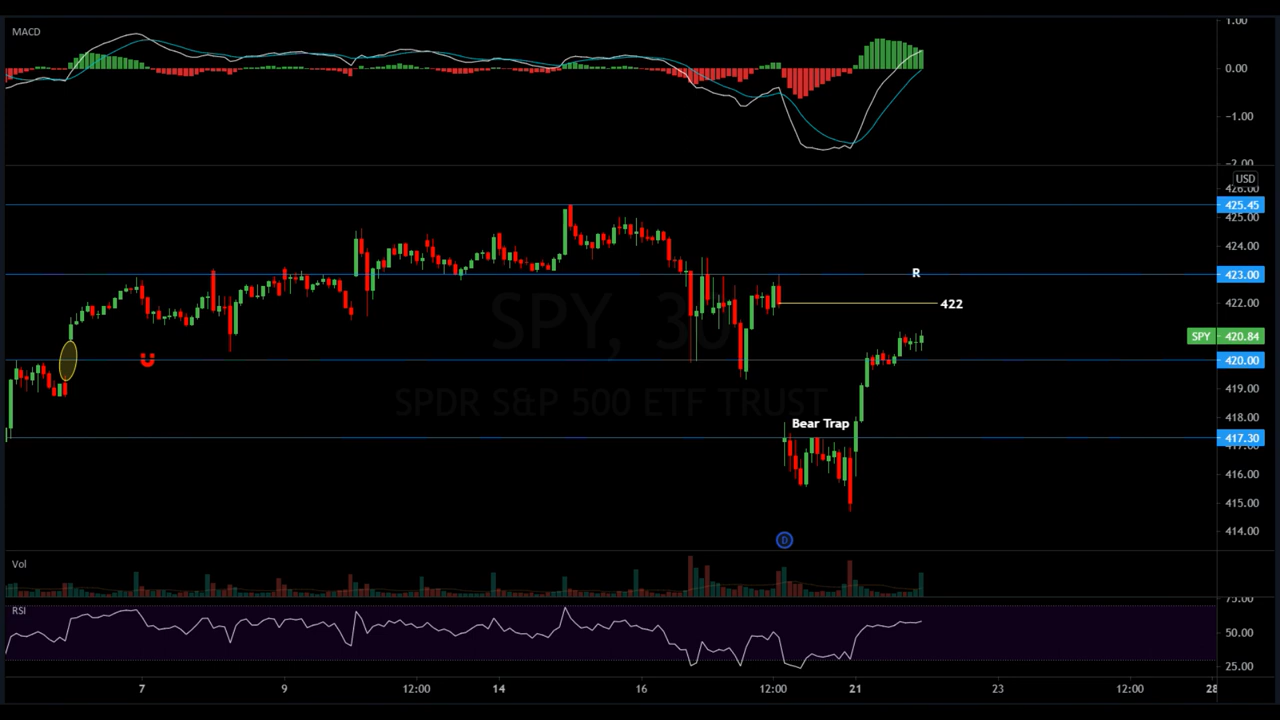 MACD
1.00
0.00
−1.00
−2.00
USD
426.00
425.45
425.00
424.00
R
423.00
422
422.00
SPY, 30
SPY 420.84
420.00
419.00
SPDR S&P 500 ETF TRUST
418.00
Bear Trap
417.30
417.00
416.00
415.00
414.00
D
Vol
75.00
RSI
50.00
25.00
7 9 12:00 14 16 12:00 21 23 12:00 28